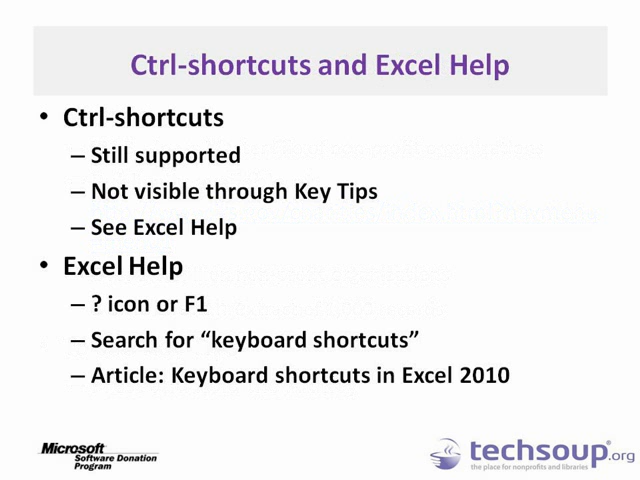 Ctrl-shortcuts and Excel Help
• Ctrl-shortcuts
– Still supported
– Not visible through Key Tips
– See Excel Help
• Excel Help
– ? icon or F1
– Search for “keyboard shortcuts”
– Article: Keyboard shortcuts in Excel 2010
Microsoft
Software Donation
Program
techsoup.org
the place for nonprofits and libraries